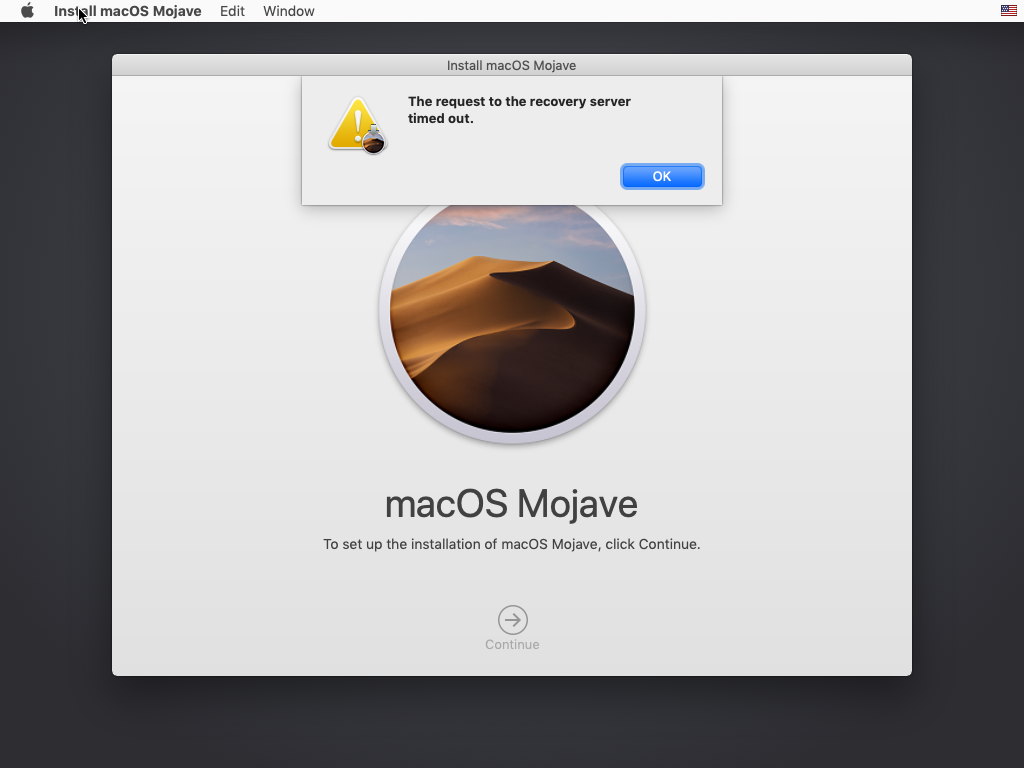 Install macOS Mojave Edit Window
Install macOS Mojave
The request to the recovery server
timed out.
OK
macOS Mojave
To set up the installation of macOS Mojave, click Continue.
Continue